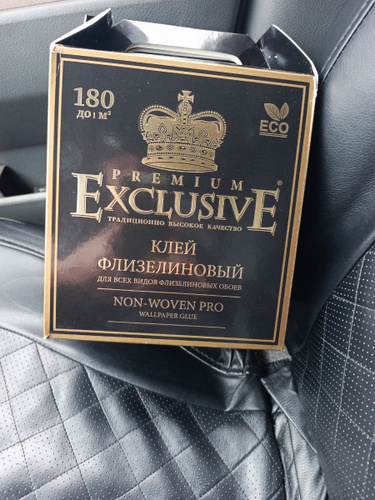 180
ДО | М²
ECO
PREMIUM
EXCLUSIVE®
ТРАДИЦИОННО ВЫСОКОЕ КАЧЕСТВО
КЛЕЙ
ФЛИЗЕЛИНОВЫЙ
ДЛЯ ВСЕХ ВИДОВ ФЛИЗЕЛИНОВЫХ ОБОЕВ
NON-WOVEN PRO
WALLPAPER GLUE